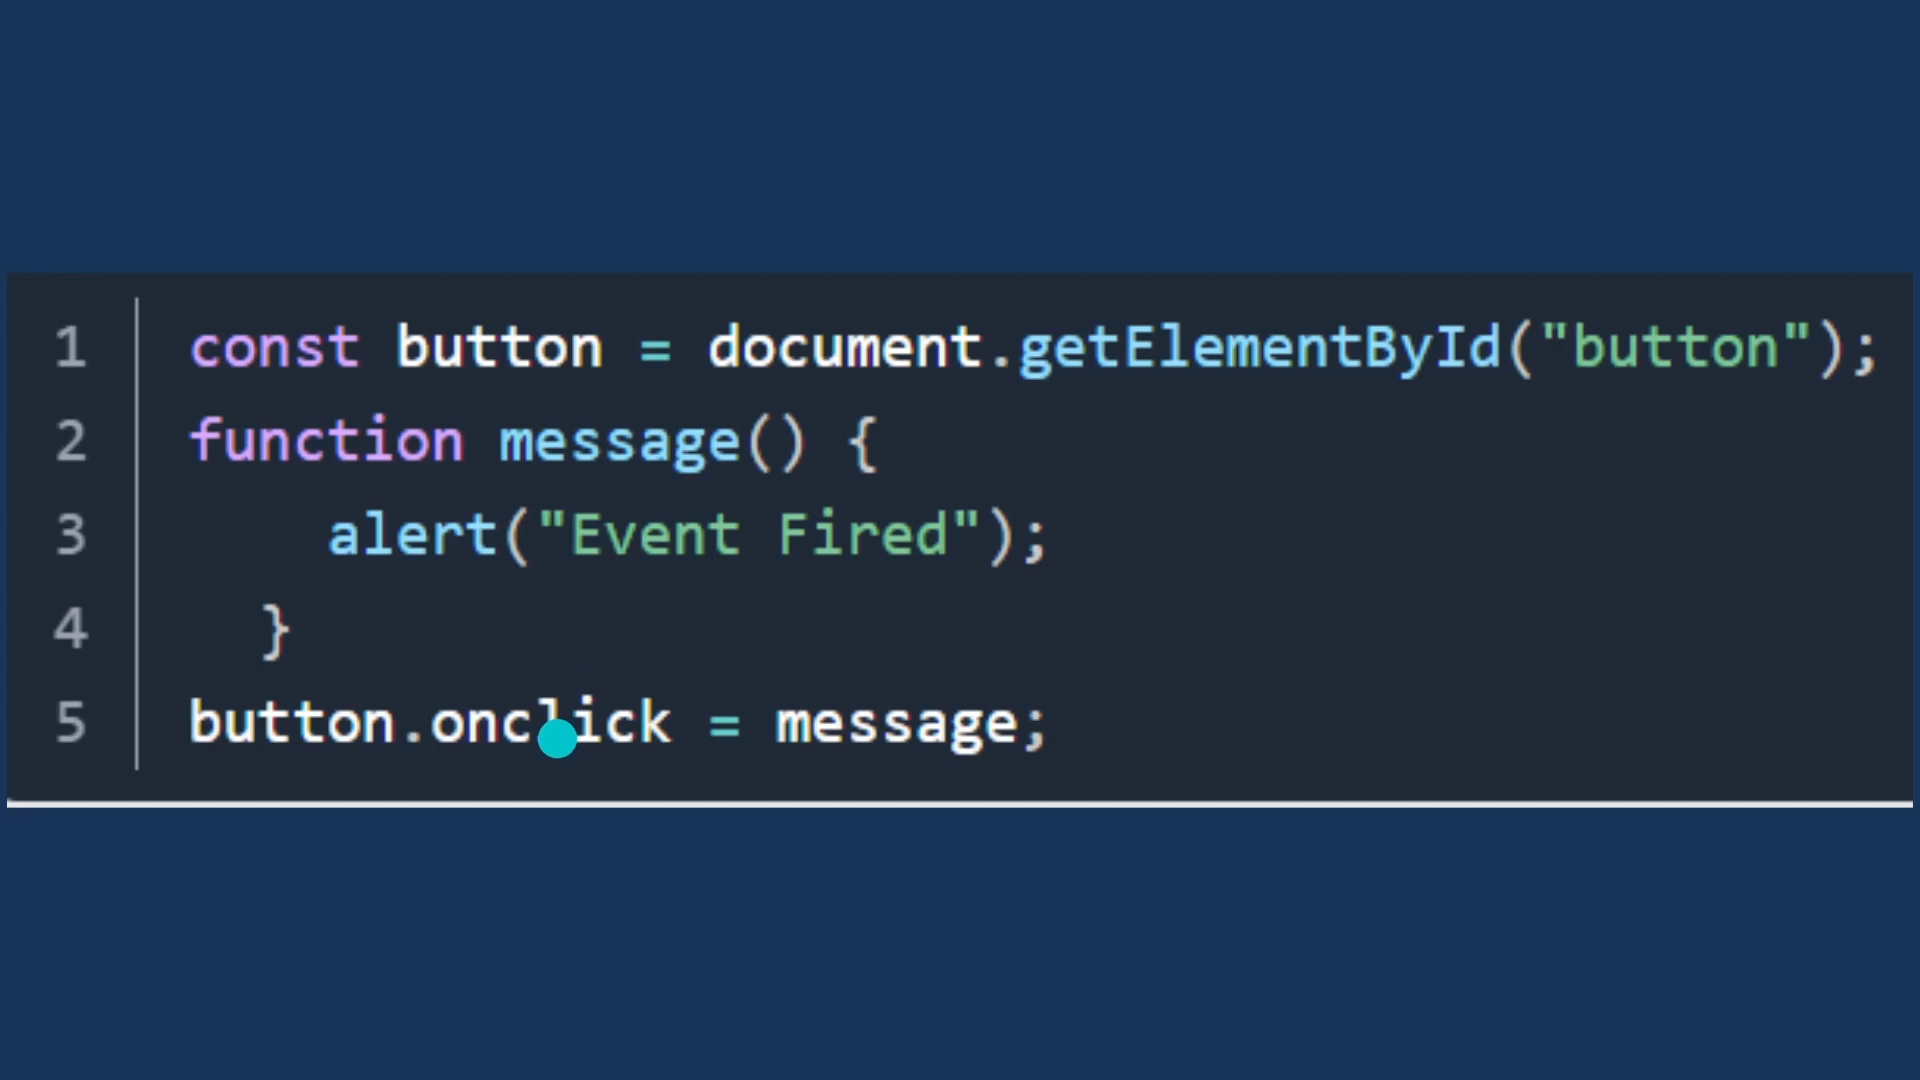 1 const button = document.getElementById("button");
2 function message() {
3 alert("Event Fired");
4 }
5 button.onclick = message;